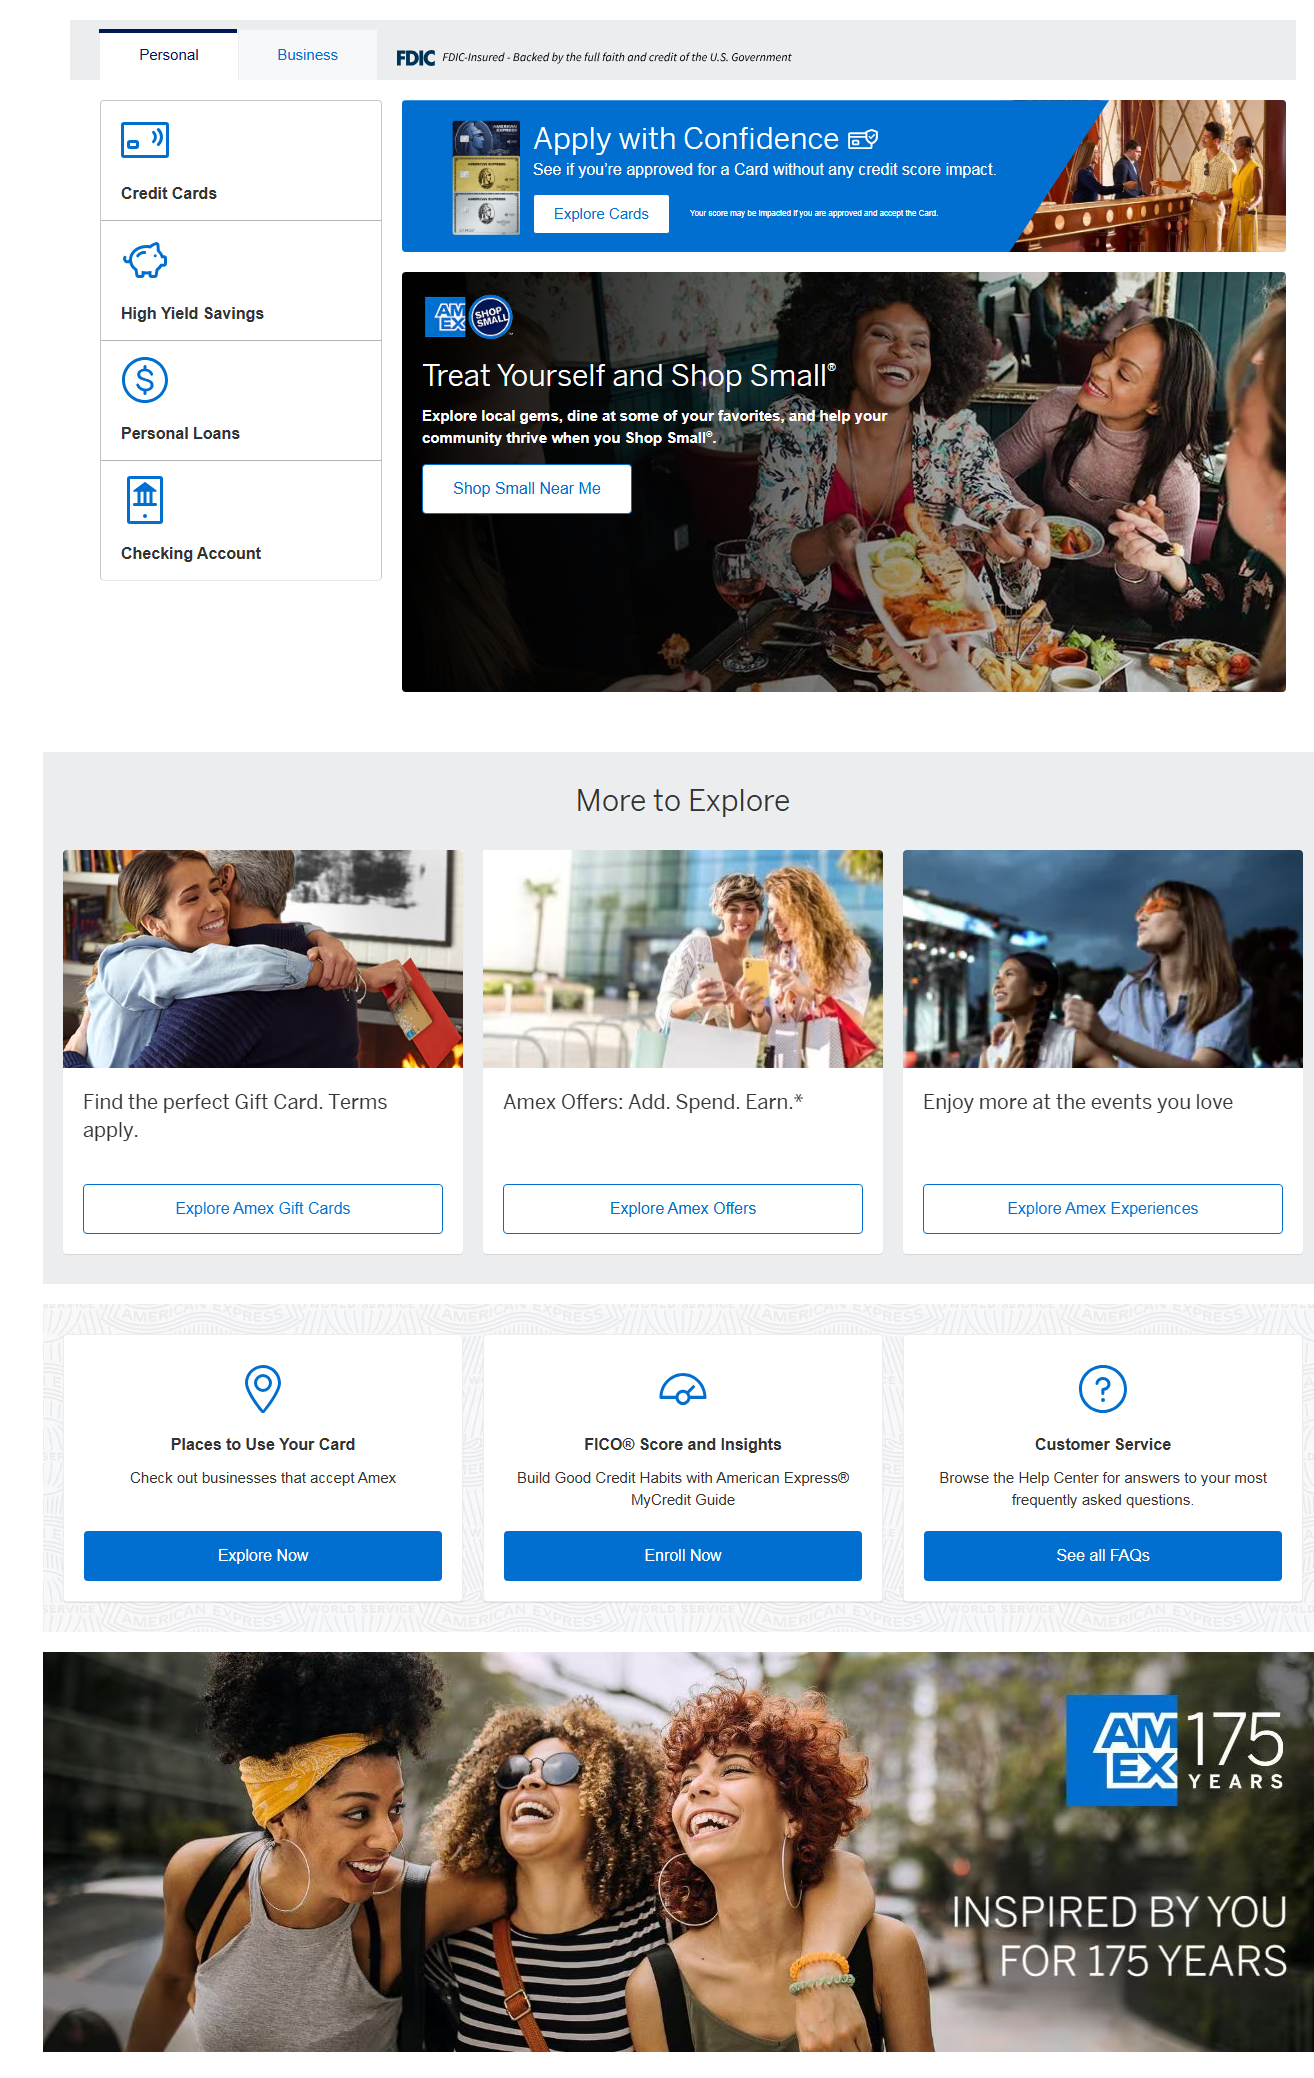 Personal
Business
FDIC FDIC-Insured - Backed by the full faith and credit of the U.S. Government
Credit Cards
High Yield Savings
Personal Loans
Checking Account
AMERICAN EXPRESS
AMERICAN EXPRESS
AMERICAN EXPRESS
Apply with Confidence
See if you're approved for a Card without any credit score impact.
Explore Cards
Your score may be impacted if you are approved and accept the Card.
AM
EX
SHOP
SMALL
Treat Yourself and Shop Small®
Explore local gems, dine at some of your favorites, and help your
community thrive when you Shop Small®.
Shop Small Near Me
More to Explore
Find the perfect Gift Card. Terms
apply.
Explore Amex Gift Cards
Amex Offers: Add. Spend. Earn.*
Explore Amex Offers
Enjoy more at the events you love
Explore Amex Experiences
Places to Use Your Card
Check out businesses that accept Amex
Explore Now
FICO® Score and Insights
Build Good Credit Habits with American Express®
MyCredit Guide
Enroll Now
Customer Service
Browse the Help Center for answers to your most
frequently asked questions.
See all FAQs
AM
EX
175
YEARS
INSPIRED BY YOU
FOR 175 YEARS